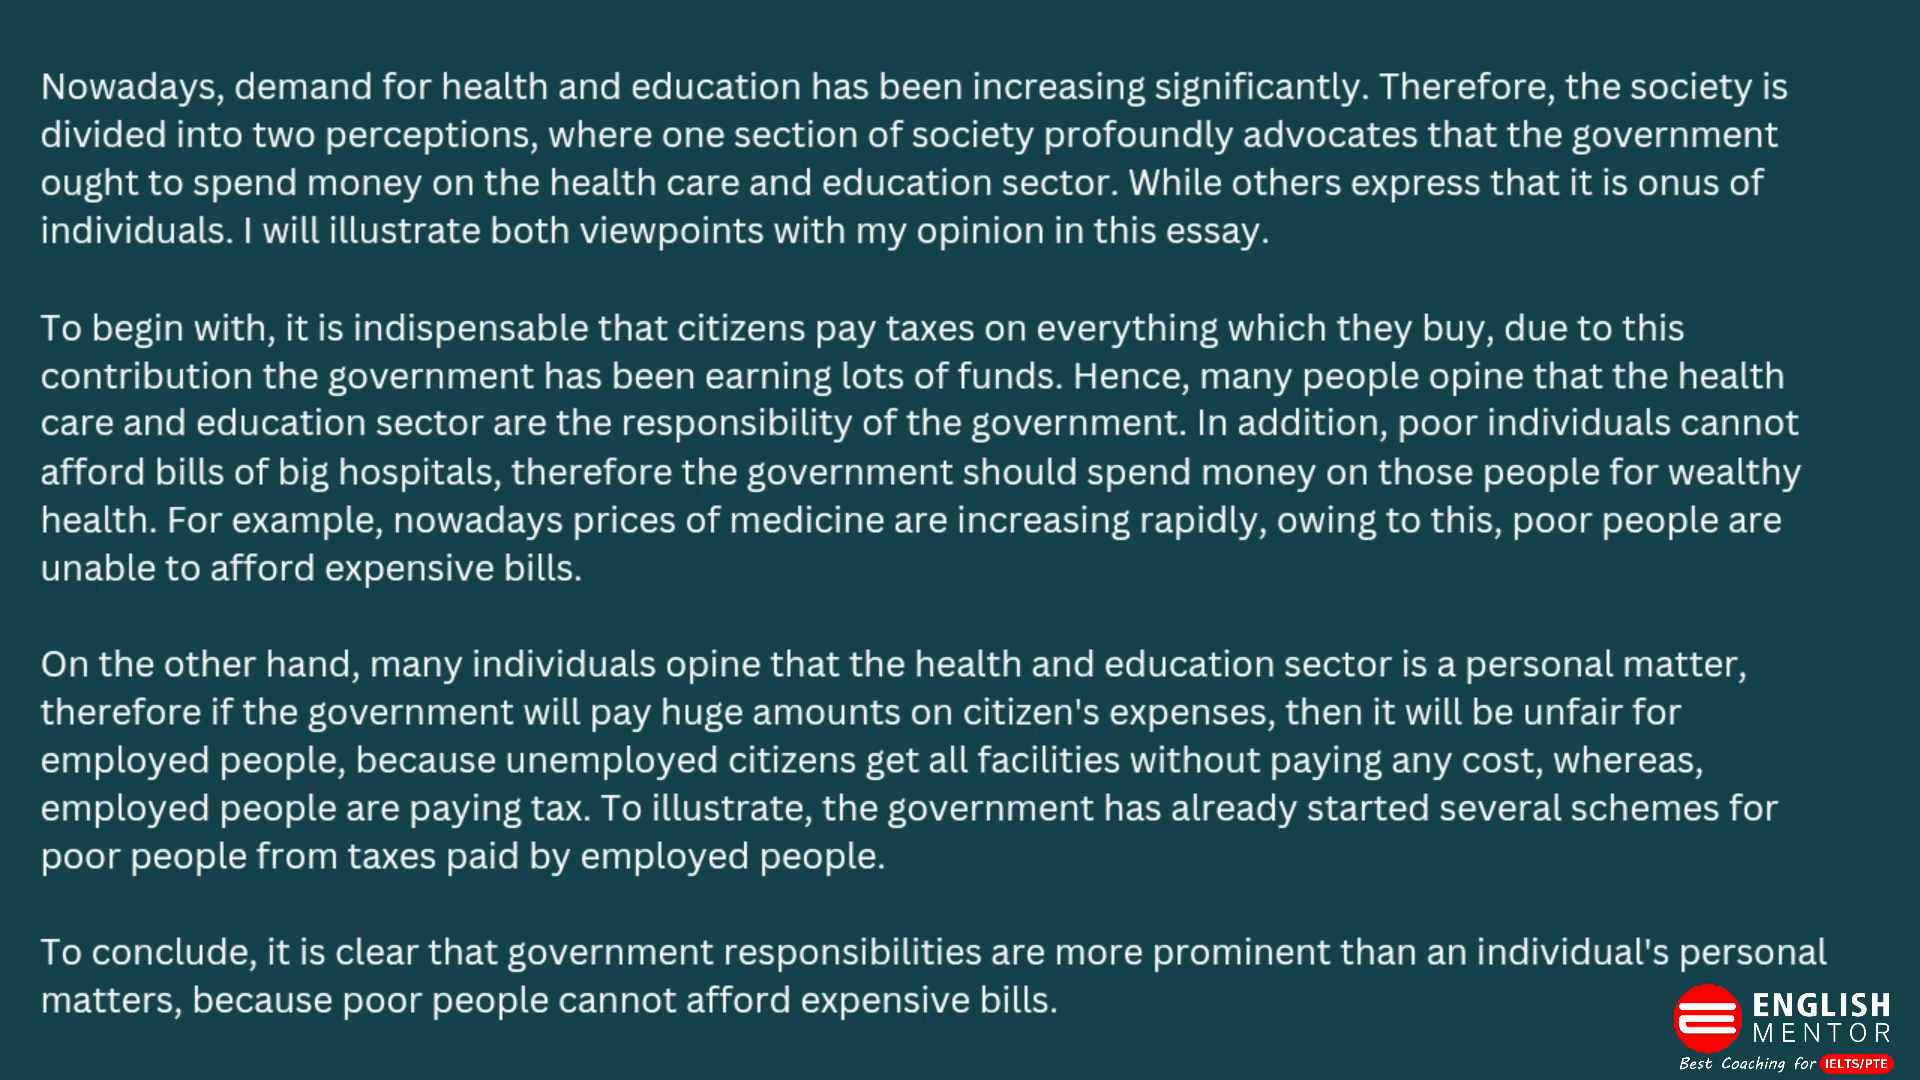 Nowadays, demand for health and education has been increasing significantly. Therefore, the society is
divided into two perceptions, where one section of society profoundly advocates that the government
ought to spend money on the health care and education sector. While others express that it is onus of
individuals. I will illustrate both viewpoints with my opinion in this essay.
To begin with, it is indispensable that citizens pay taxes on everything which they buy, due to this
contribution the government has been earning lots of funds. Hence, many people opine that the health
care and education sector are the responsibility of the government. In addition, poor individuals cannot
afford bills of big hospitals, therefore the government should spend money on those people for wealthy
health. For example, nowadays prices of medicine are increasing rapidly, owing to this, poor people are
unable to afford expensive bills.
On the other hand, many individuals opine that the health and education sector is a personal matter,
therefore if the government will pay huge amounts on citizen's expenses, then it will be unfair for
employed people, because unemployed citizens get all facilities without paying any cost, whereas,
employed people are paying tax. To illustrate, the government has already started several schemes for
poor people from taxes paid by employed people.
To conclude, it is clear that government responsibilities are more prominent than an individual's personal
matters, because poor people cannot afford expensive bills.
ENGLISH
MENTOR
Best Coaching for IELTS/PTE